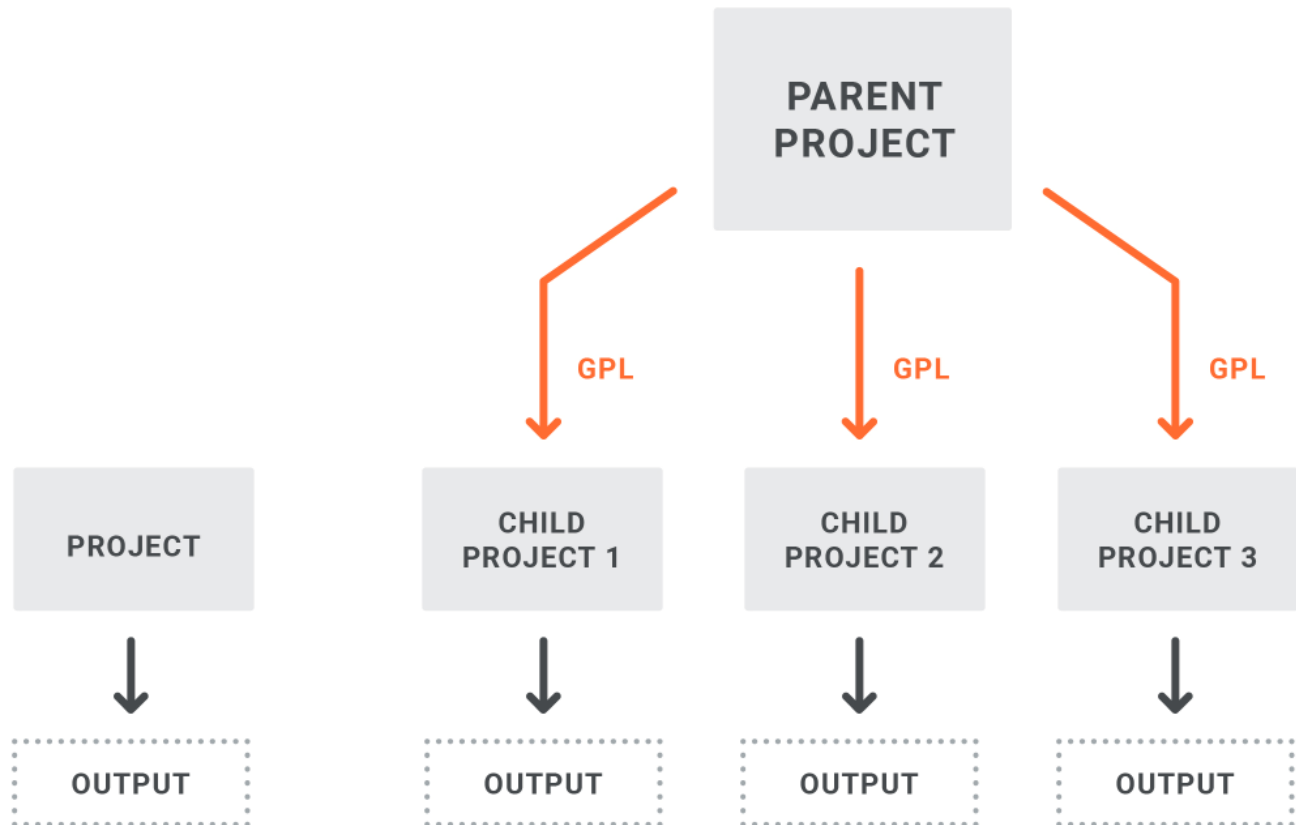 PARENT
PROJECT
GPL
GPL
GPL
PROJECT
CHILD
PROJECT 1
CHILD
PROJECT 2
CHILD
PROJECT 3
OUTPUT
OUTPUT
OUTPUT
OUTPUT